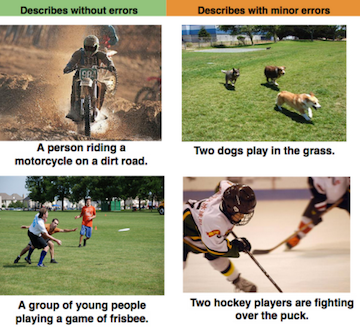 Describes without errors
Describes with minor errors
A person riding a
motorcycle on a dirt road.
Two dogs play in the grass.
A group of young people
playing a game of frisbee.
Two hockey players are fighting
over the puck.